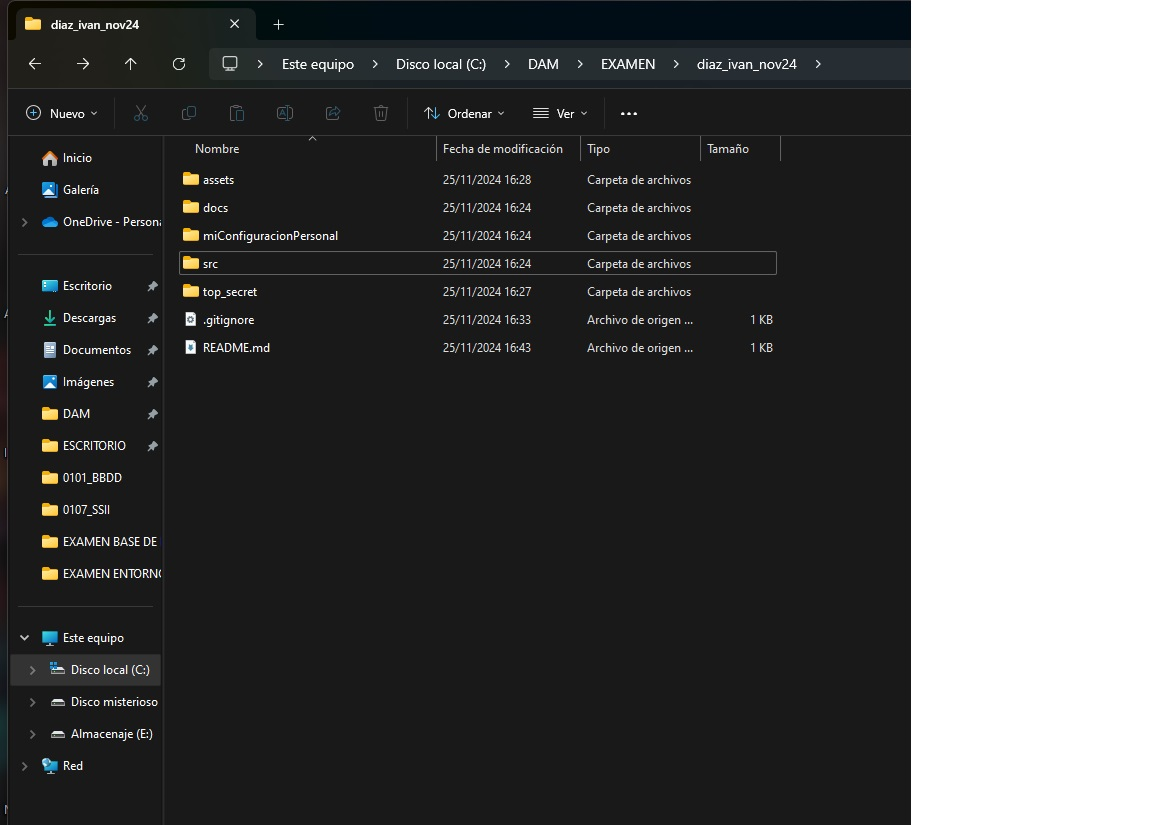 diaz_ivan_nov24
Este equipo Disco local (C:) DAM EXAMEN diaz_ivan_nov24
Nuevo Ordenar Ver
Nombre Fecha de modificación Tipo Tamaño
assets 25/11/2024 16:28 Carpeta de archivos
docs 25/11/2024 16:24 Carpeta de archivos
miConfiguracionPersonal 25/11/2024 16:24 Carpeta de archivos
src 25/11/2024 16:24 Carpeta de archivos
top_secret 25/11/2024 16:27 Carpeta de archivos
.gitignore 25/11/2024 16:33 Archivo de origen ... 1 KB
README.md 25/11/2024 16:43 Archivo de origen ... 1 KB
Inicio
Galería
OneDrive - Persona
Escritorio
Descargas
Documentos
Imágenes
DAM
ESCRITORIO
0101_BBDD
0107_SSII
EXAMEN BASE DE
EXAMEN ENTORNO
Este equipo
Disco local (C:)
Disco misterioso
Almacenaje (E:)
Red